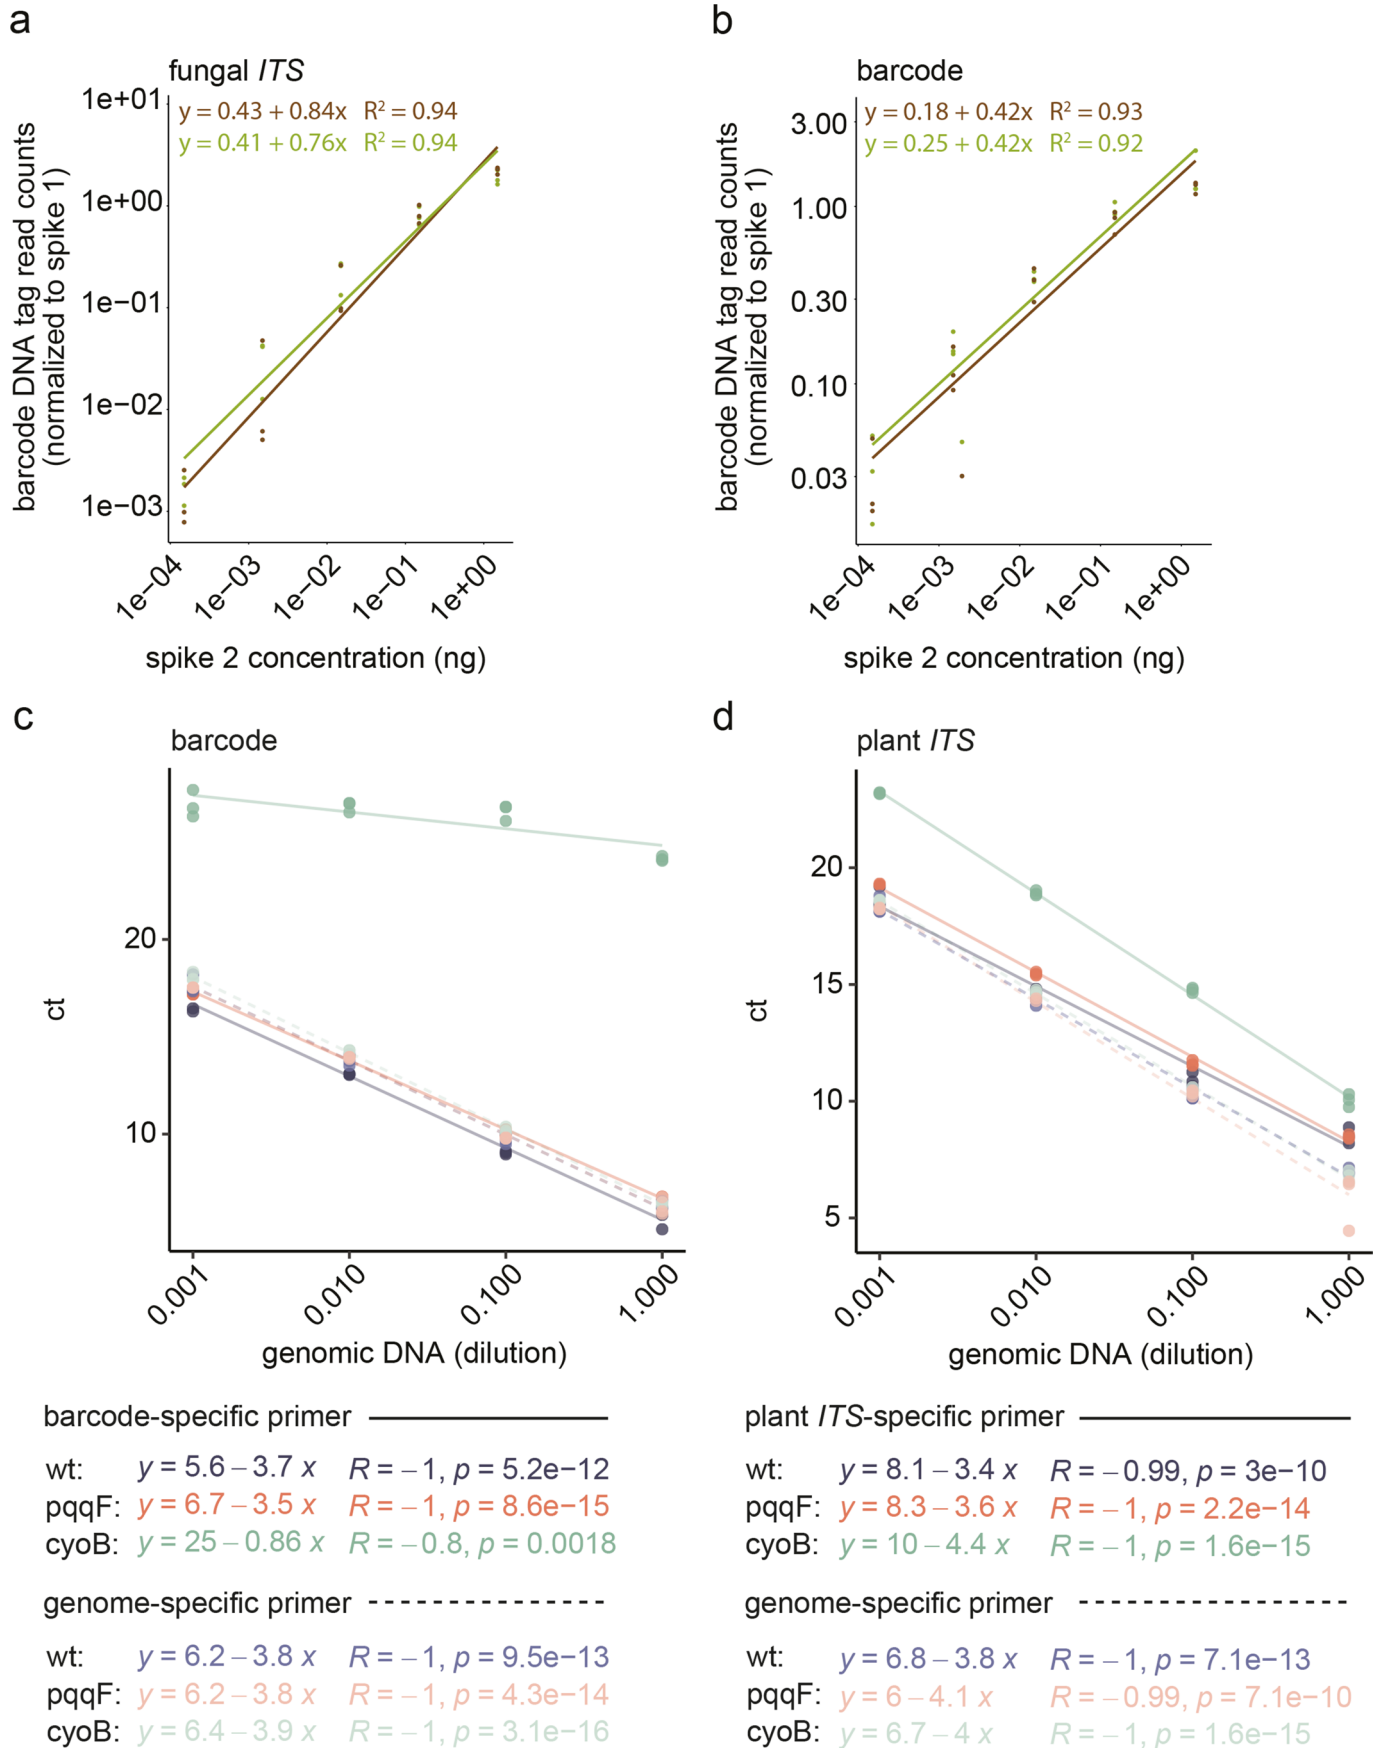 a
fungal ITS
y = 0.43 + 0.84x R² = 0.94
y = 0.41 + 0.76x R² = 0.94
barcode DNA tag read counts
(normalized to spike 1)
1e+01
1e+00
1e−01
1e−02
1e−03
1e−04
1e−03
1e−02
1e−01
1e+00
spike 2 concentration (ng)
b
barcode
y = 0.18 + 0.42x R² = 0.93
y = 0.25 + 0.42x R² = 0.92
barcode DNA tag read counts
(normalized to spike 1)
3.00
1.00
0.30
0.10
0.03
1e−04
1e−03
1e−02
1e−01
1e+00
spike 2 concentration (ng)
c
barcode
ct
20
10
0.001
0.010
0.100
1.000
genomic DNA (dilution)
barcode-specific primer
wt: y = 5.6 – 3.7 x R = −1, p = 5.2e−12
pqqF: y = 6.7 – 3.5 x R = −1, p = 8.6e−15
cyoB: y = 25 – 0.86 x R = −0.8, p = 0.0018
genome-specific primer
wt: y = 6.2 – 3.8 x R = −1, p = 9.5e−13
pqqF: y = 6.2 – 3.8 x R = −1, p = 4.3e−14
cyoB: y = 6.4 – 3.9 x R = −1, p = 3.1e−16
d
plant ITS
ct
20
15
10
5
0.001
0.010
0.100
1.000
genomic DNA (dilution)
plant ITS-specific primer
wt: y = 8.1 – 3.4 x R = −0.99, p = 3e−10
pqqF: y = 8.3 – 3.6 x R = −1, p = 2.2e−14
cyoB: y = 10 – 4.4 x R = −1, p = 1.6e−15
genome-specific primer
wt: y = 6.8 – 3.8 x R = −1, p = 7.1e−13
pqqF: y = 6 – 4.1 x R = −0.99, p = 7.1e−10
cyoB: y = 6.7 – 4 x R = −1, p = 1.6e−15